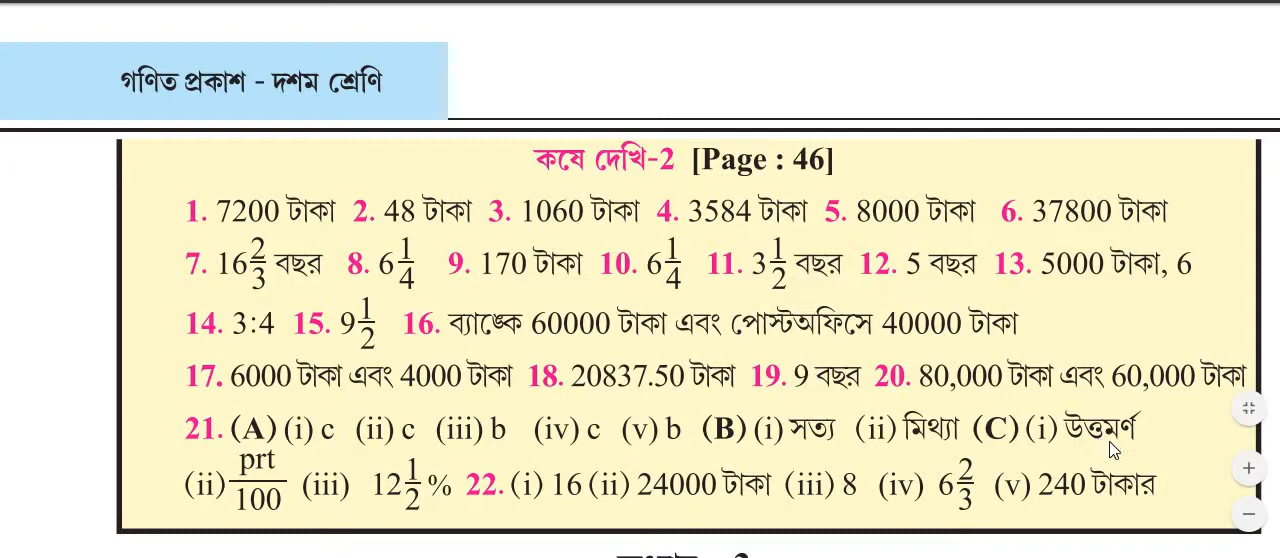 গণিত প্রকাশ - দশম শ্রেণি
কষে দেখি-2 [Page : 46]
1. 7200 টাকা 2. 48 টাকা 3. 1060 টাকা 4. 3584 টাকা 5. 8000 টাকা 6. 37800 টাকা
7. 16 2/3 বছর 8. 6 1/4 9. 170 টাকা 10. 6 1/4 11. 3 1/2 বছর 12. 5 বছর 13. 5000 টাকা, 6
14. 3:4 15. 9 1/2 16. ব্যাঙ্কে 60000 টাকা এবং পোস্টঅফিসে 40000 টাকা
17. 6000 টাকা এবং 4000 টাকা 18. 20837.50 টাকা 19. 9 বছর 20. 80,000 টাকা এবং 60,000 টাকা
21. (A) (i) c (ii) c (iii) b (iv) c (v) b (B) (i) সত্য (ii) মিথ্যা (C) (i) উত্তমর্ণ
(ii) prt/100 (iii) 12 1/2 % 22. (i) 16 (ii) 24000 টাকা (iii) 8 (iv) 6 2/3 (v) 240 টাকার